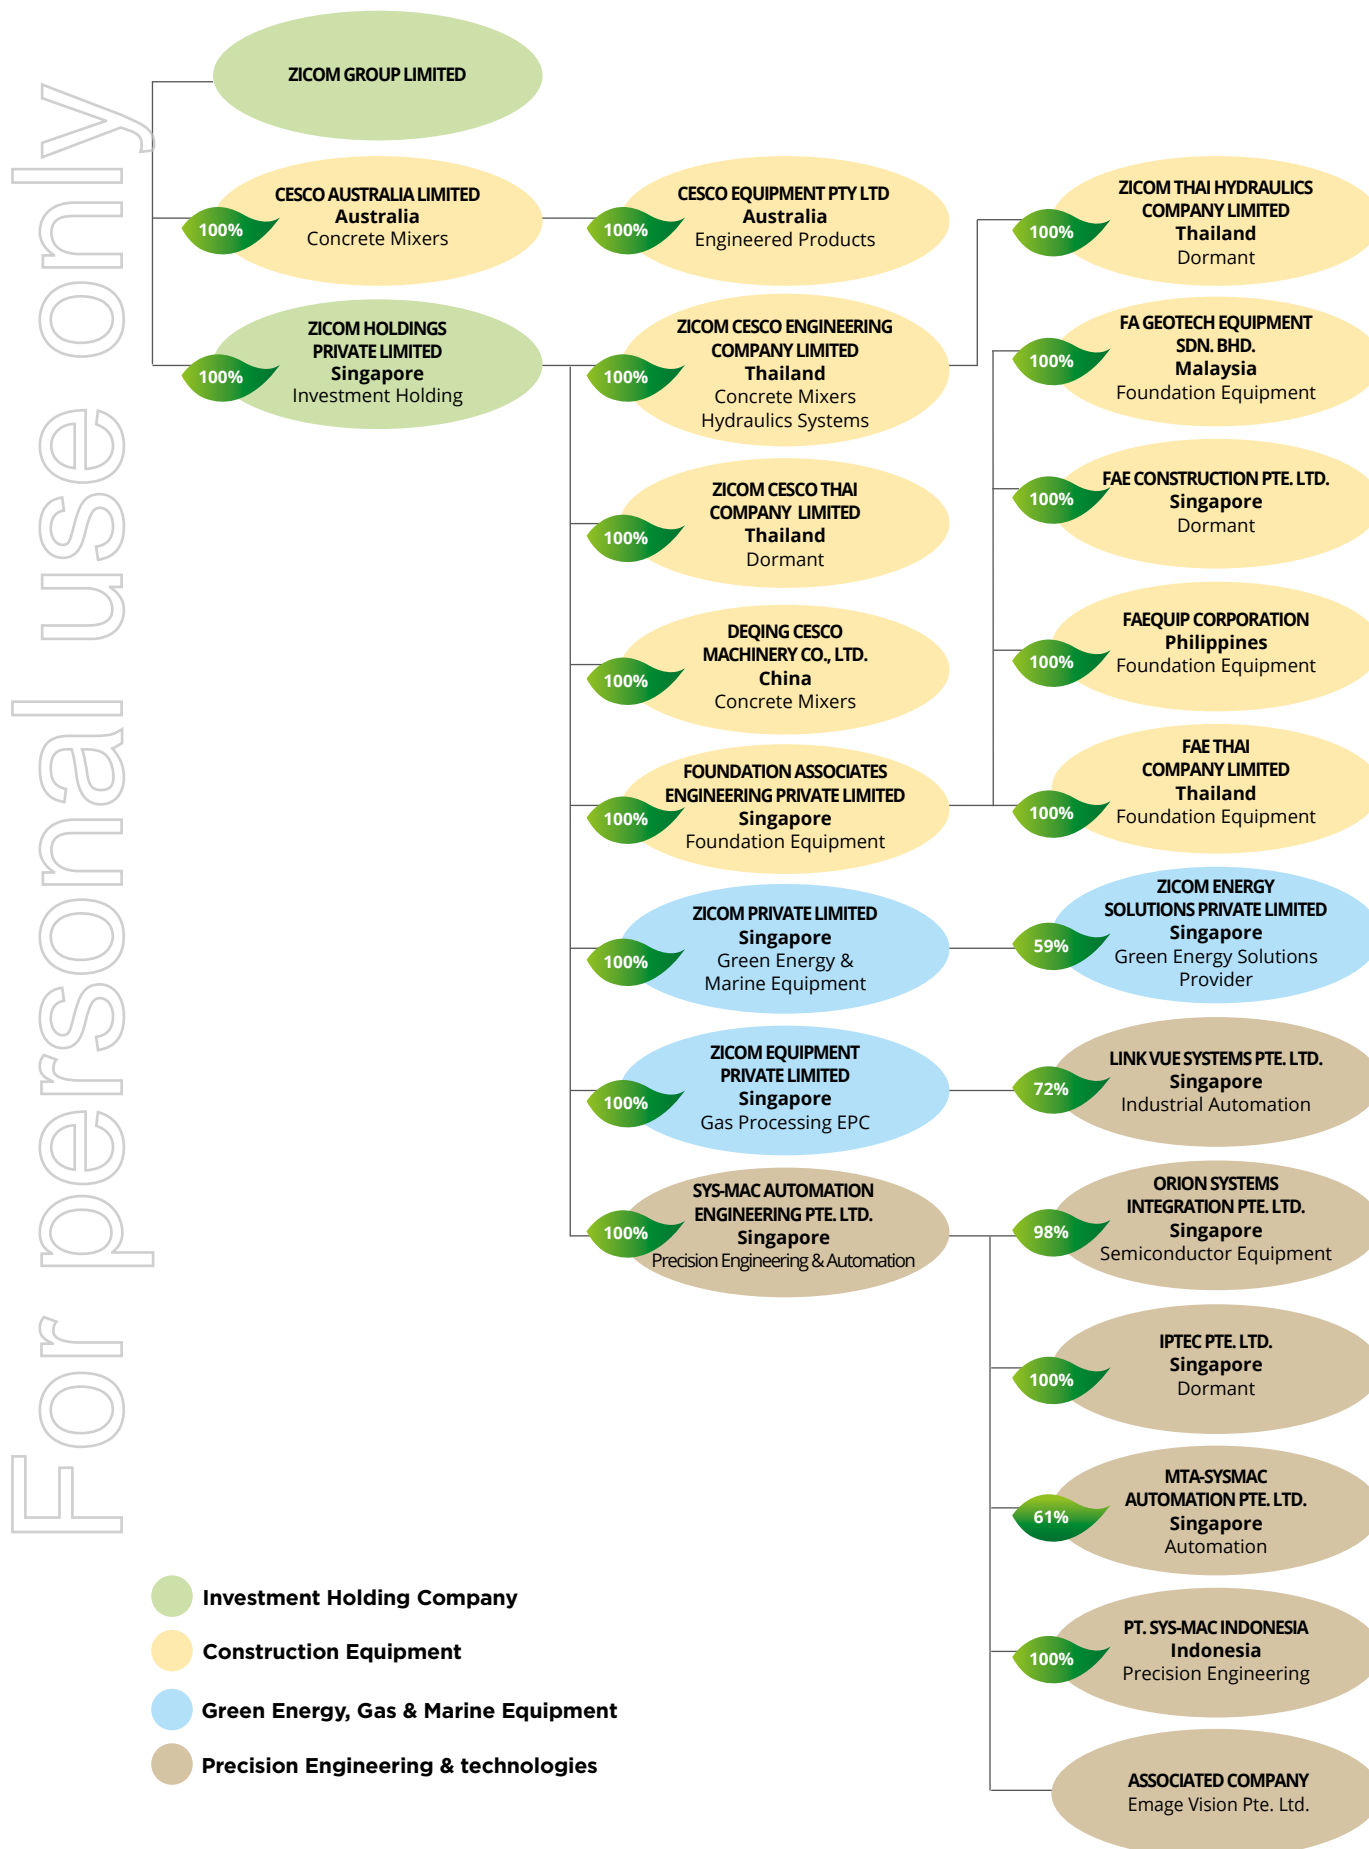 For personal use only
ZICOM GROUP LIMITED
CESCO AUSTRALIA LIMITED
Australia
Concrete Mixers
100%
ZICOM HOLDINGS
PRIVATE LIMITED
Singapore
Investment Holding
100%
CESCO EQUIPMENT PTY LTD
Australia
Engineered Products
100%
ZICOM CESCO ENGINEERING
COMPANY LIMITED
Thailand
Concrete Mixers
Hydraulics Systems
100%
ZICOM CESCO THAI
COMPANY LIMITED
Thailand
Dormant
100%
DEQING CESCO
MACHINERY CO., LTD.
China
Concrete Mixers
100%
FOUNDATION ASSOCIATES
ENGINEERING PRIVATE LIMITED
Singapore
Foundation Equipment
100%
ZICOM PRIVATE LIMITED
Singapore
Green Energy &
Marine Equipment
100%
ZICOM EQUIPMENT
PRIVATE LIMITED
Singapore
Gas Processing EPC
100%
SYS-MAC AUTOMATION
ENGINEERING PTE. LTD.
Singapore
Precision Engineering & Automation
100%
ZICOM THAI HYDRAULICS
COMPANY LIMITED
Thailand
Dormant
100%
FA GEOTECH EQUIPMENT
SDN. BHD.
Malaysia
Foundation Equipment
100%
FAE CONSTRUCTION PTE. LTD.
Singapore
Dormant
100%
FAEQUIP CORPORATION
Philippines
Foundation Equipment
100%
FAE THAI
COMPANY LIMITED
Thailand
Foundation Equipment
100%
ZICOM ENERGY
SOLUTIONS PRIVATE LIMITED
Singapore
Green Energy Solutions
Provider
59%
LINK VUE SYSTEMS PTE. LTD.
Singapore
Industrial Automation
72%
ORION SYSTEMS
INTEGRATION PTE. LTD.
Singapore
Semiconductor Equipment
98%
IPTEC PTE. LTD.
Singapore
Dormant
100%
MTA-SYSMAC
AUTOMATION PTE. LTD.
Singapore
Automation
61%
PT. SYS-MAC INDONESIA
Indonesia
Precision Engineering
100%
ASSOCIATED COMPANY
Emage Vision Pte. Ltd.
Investment Holding Company
Construction Equipment
Green Energy, Gas & Marine Equipment
Precision Engineering & technologies